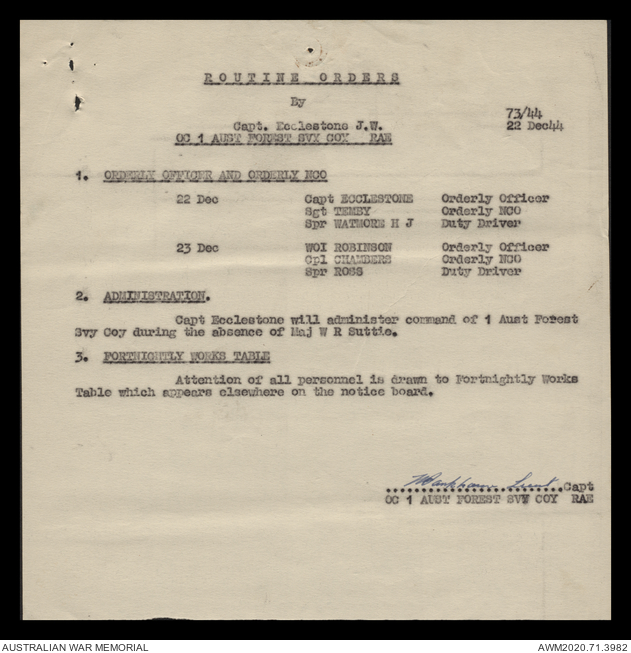 ROUTINE ORDERS
By
73/44
Capt. Ecclestone J.W.
22 Dec44
OC 1 AUST FOREST SVX COX RAE
1. ORDERLY OFFICER AND ORDERLY NCO
22 Dec Capt ECCLESTONE Orderly Officer
Sgt TEMBY Orderly NCO
Spr WATMORE H J Duty Driver
23 Dec WOI ROBINSON Orderly Officer
Cpl CHAMBERS Orderly NCO
Spr ROSS Duty Driver
2. ADMINISTRATION.
Capt Ecclestone will administer command of 1 Aust Forest
Svy Coy during the absence of Maj W R Suttie.
3. FORTNIGHTLY WORKS TABLE
Attention of all personnel is drawn to Fortnightly Works
Table which appears elsewhere on the notice board.
Lieut Capt
OC 1 AUST FOREST SVY COY RAE
AUSTRALIAN WAR MEMORIAL
AWM2020.71.3982